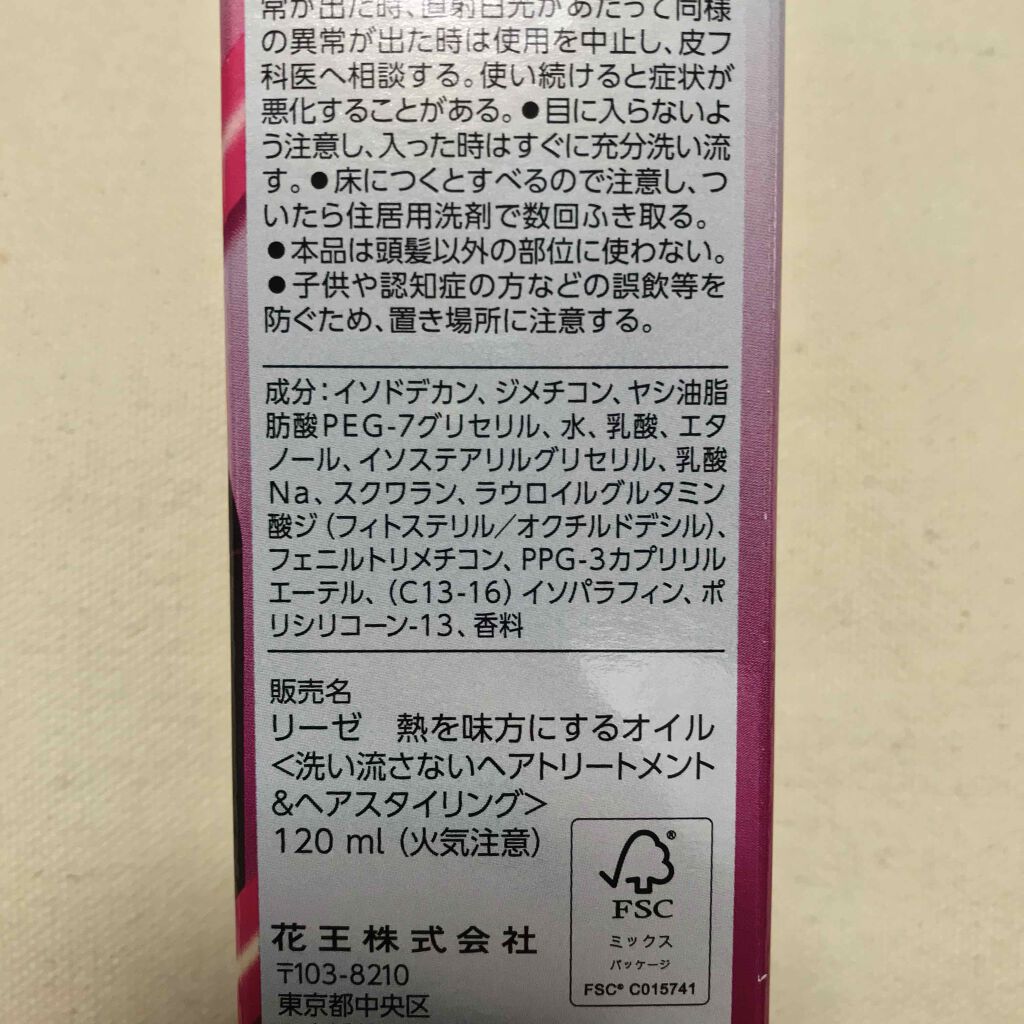 常が出た時、直射日光があたって同様
の異常が出た時は使用を中止し、皮フ
科医へ相談する。使い続けると症状が
悪化することがある。●目に入らないよ
う注意し、入った時はすぐに充分洗い流
す。●床につくとすべるので注意し、つ
いたら住居用洗剤で数回ふき取る。
●本品は頭髪以外の部位に使わない。
●子供や認知症の方などの誤飲等を
防ぐため、置き場所に注意する。
成分：イソドデカン、ジメチコン、ヤシ油脂
肪酸PEG-7グリセリル、水、乳酸、エタ
ノール、イソステアリルグリセリル、乳酸
Na、スクワラン、ラウロイルグルタミン
酸ジ（フィトステリル／オクチルドデシル）、
フェニルトリメチコン、PPG-3カプリリル
エーテル、（C13-16）イソパラフィン、ポ
リシリコーン-13、香料
販売名
リーゼ　熱を味方にするオイル
＜洗い流さないヘアトリートメント
&ヘアスタイリング＞
120 ml（火気注意）
花王株式会社
〒103-8210
東京都中央区
®
FSC
ミックス
パッケージ
FSC® C015741